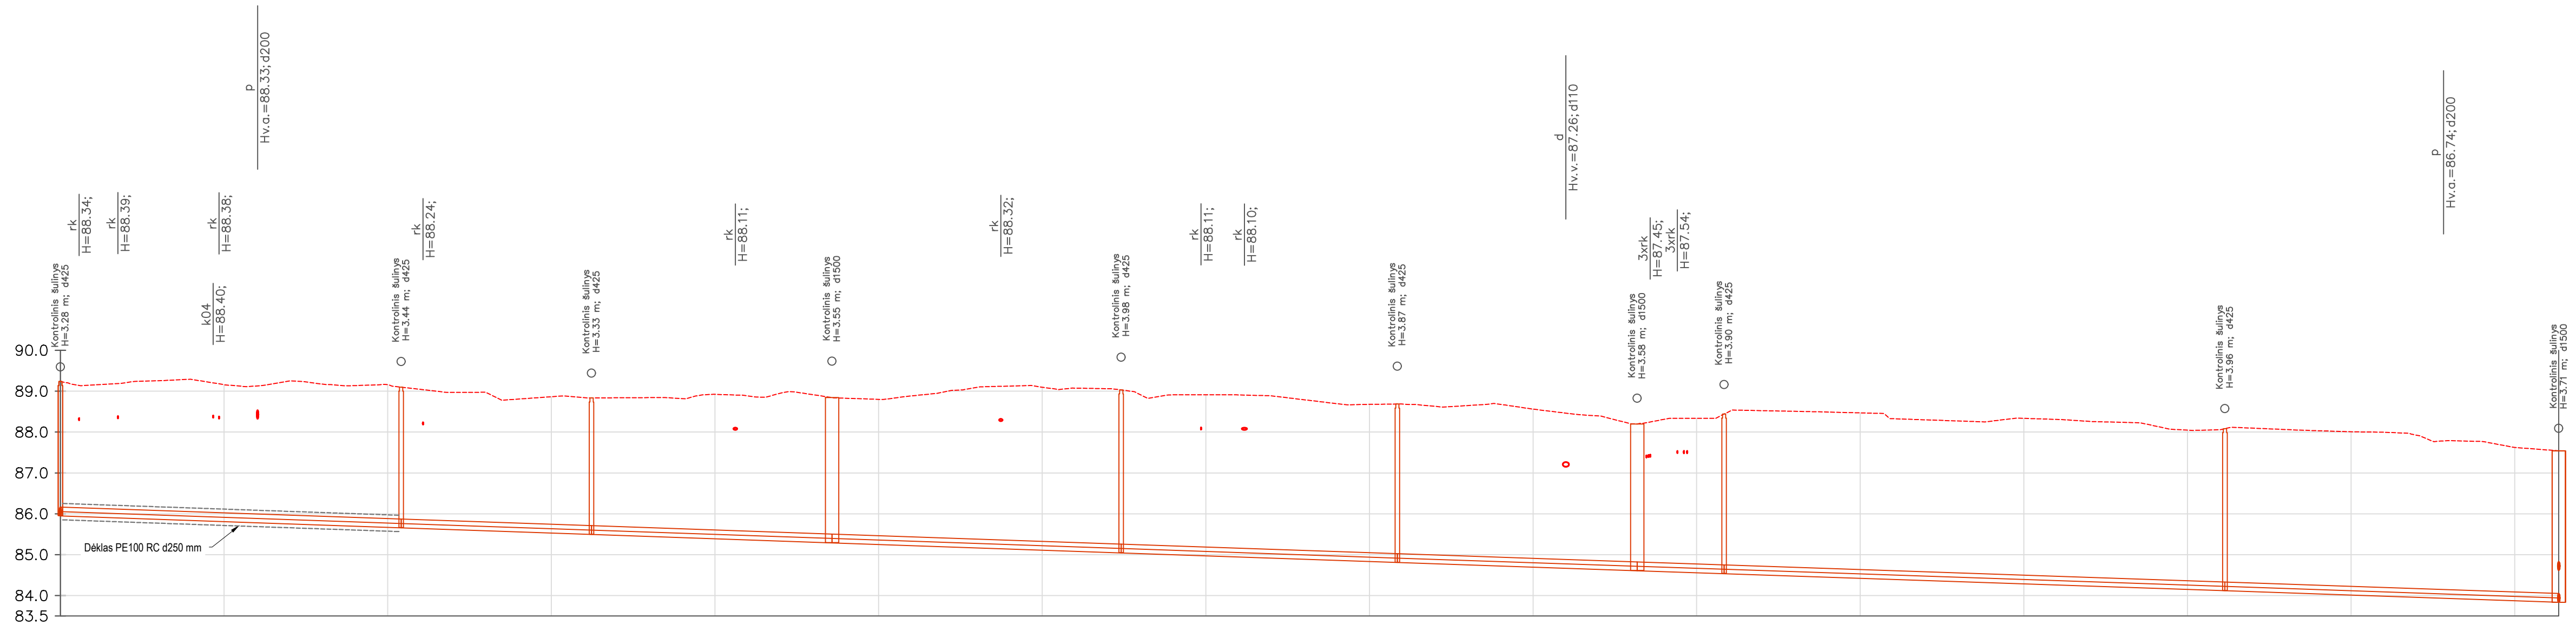 p
Hv.a.=88.33; d200
d
Hv.v.=87.26; d110
p
Hv.a.=86.74; d200
rk
H=88.34;
rk
H=88.39;
rk
H=88.38;
rk
H=88.24;
rk
H=88.11;
rk
H=88.32;
rk
H=88.11;
rk
H=88.10;
3xrk
H=87.45;
3xrk
H=87.54;
k04
H=88.40;
Kontrolinis šulinys
H=3.28 m; d425
Kontrolinis šulinys
H=3.44 m; d425
Kontrolinis šulinys
H=3.33 m; d425
Kontrolinis šulinys
H=3.55 m; d1500
Kontrolinis šulinys
H=3.98 m; d425
Kontrolinis šulinys
H=3.87 m; d425
Kontrolinis šulinys
H=3.58 m; d1500
Kontrolinis šulinys
H=3.90 m; d425
Kontrolinis šulinys
H=3.96 m; d425
Kontrolinis šulinys
H=3.71 m; d1500
90.0
89.0
88.0
87.0
86.0
85.0
84.0
83.5
Dėklas PE100 RC d250 mm